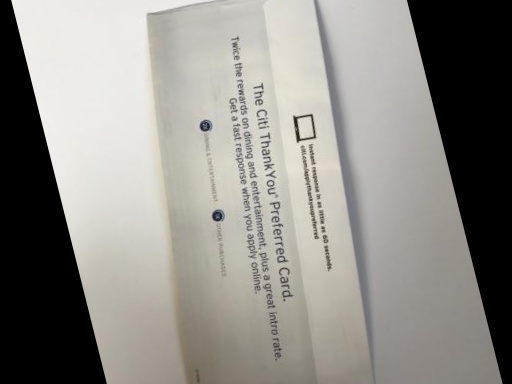 Instant response in as little as 60 seconds.
citi.com/applythankyoupreferred
The Citi ThankYou® Preferred Card.
Twice the rewards on dining and entertainment, plus a great intro rate.
Get a fast response when you apply online.
2X DINING & ENTERTAINMENT
1X OTHER PURCHASES